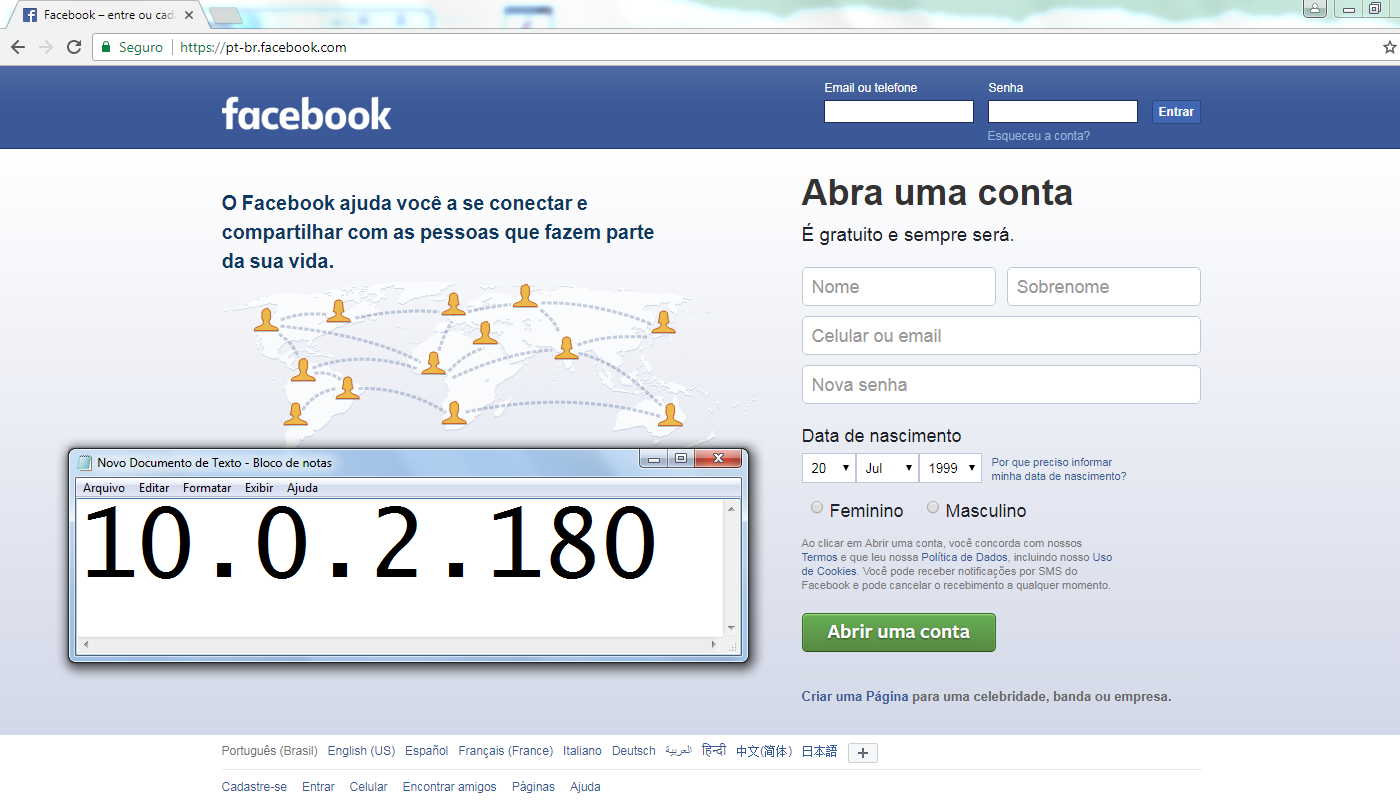 Facebook – entre ou cad
Seguro
https://pt-br.facebook.com
facebook
Email ou telefone
Senha
Entrar
Esqueceu a conta?
O Facebook ajuda você a se conectar e
compartilhar com as pessoas que fazem parte
da sua vida.
Abra uma conta
É gratuito e sempre será.
Nome
Sobrenome
Celular ou email
Nova senha
Data de nascimento
20
Jul
1999
Por que preciso informar
minha data de nascimento?
Feminino
Masculino
Ao clicar em Abrir uma conta, você concorda com nossos
Termos e que leu nossa Política de Dados, incluindo nosso Uso
de Cookies. Você pode receber notificações por SMS do
Facebook e pode cancelar o recebimento a qualquer momento.
Abrir uma conta
Criar uma Página para uma celebridade, banda ou empresa.
Novo Documento de Texto - Bloco de notas
Arquivo Editar Formatar Exibir Ajuda
10.0.2.180
Português (Brasil) English (US) Español Français (France) Italiano Deutsch العربية हिन्दी 中文(简体) 日本語
Cadastre-se Entrar Celular Encontrar amigos Páginas Ajuda